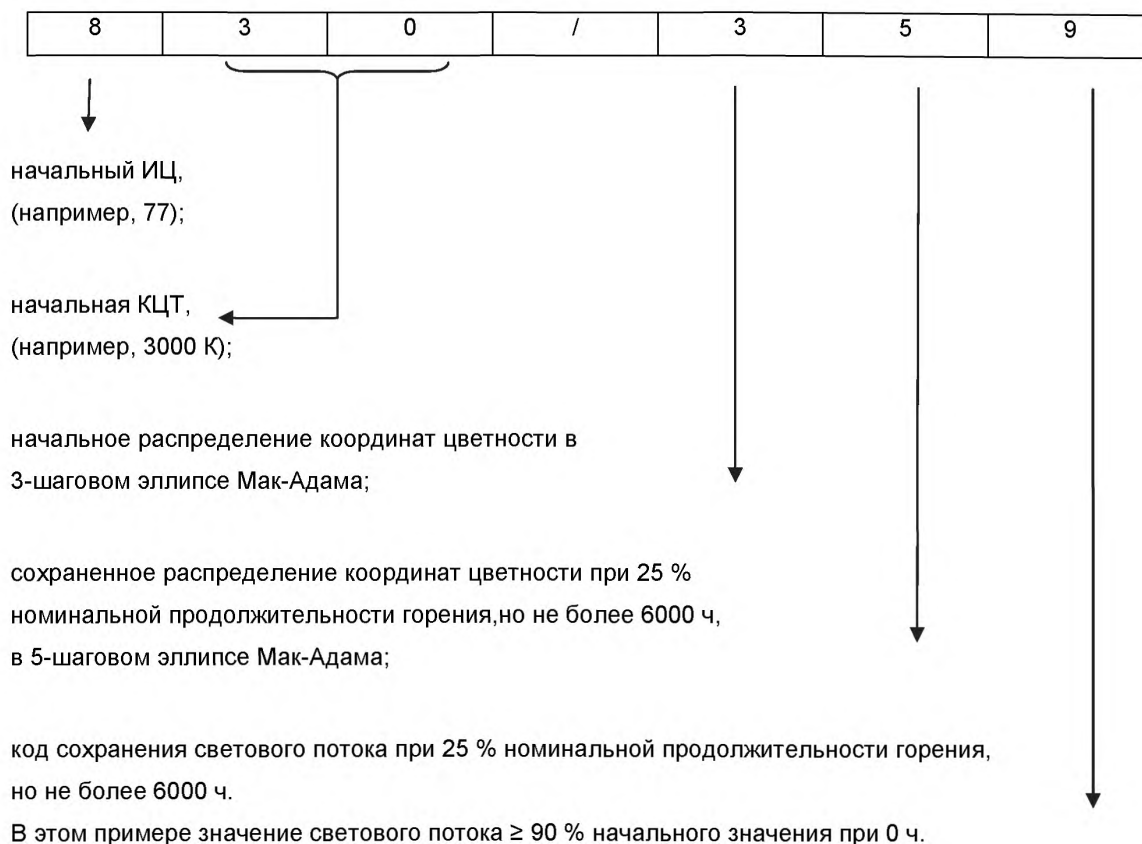 8 3 0 / 3 5 9
начальный ИЦ,
(например, 77);
начальная КЦТ,
(например, 3000 К);
начальное распределение координат цветности в
3-шаговом эллипсе Мак-Адама;
сохраненное распределение координат цветности при 25 %
номинальной продолжительности горения,но не более 6000 ч,
в 5-шаговом эллипсе Мак-Адама;
код сохранения светового потока при 25 % номинальной продолжительности горения,
но не более 6000 ч.
В этом примере значение светового потока ≥ 90 % начального значения при 0 ч.